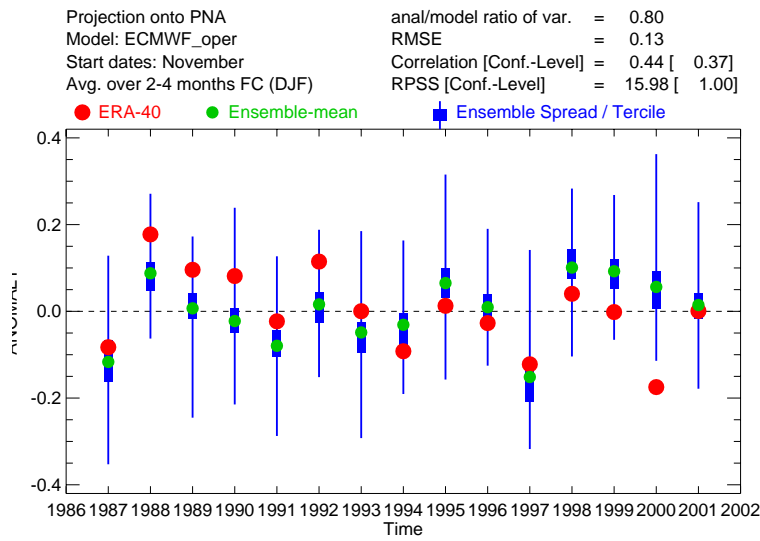 Projection onto PNA anal/model ratio of var. = 0.80
Model: ECMWF_oper RMSE = 0.13
Start dates: November Correlation [Conf.-Level] = 0.44 [ 0.37]
Avg. over 2-4 months FC (DJF) RPSS [Conf.-Level] = 15.98 [ 1.00]
ERA-40 Ensemble-mean Ensemble Spread / Tercile
0.4
0.2
0.0
-0.2
-0.4
ANOMALY
1986 1987 1988 1989 1990 1991 1992 1993 1994 1995 1996 1997 1998 1999 2000 2001 2002
Time